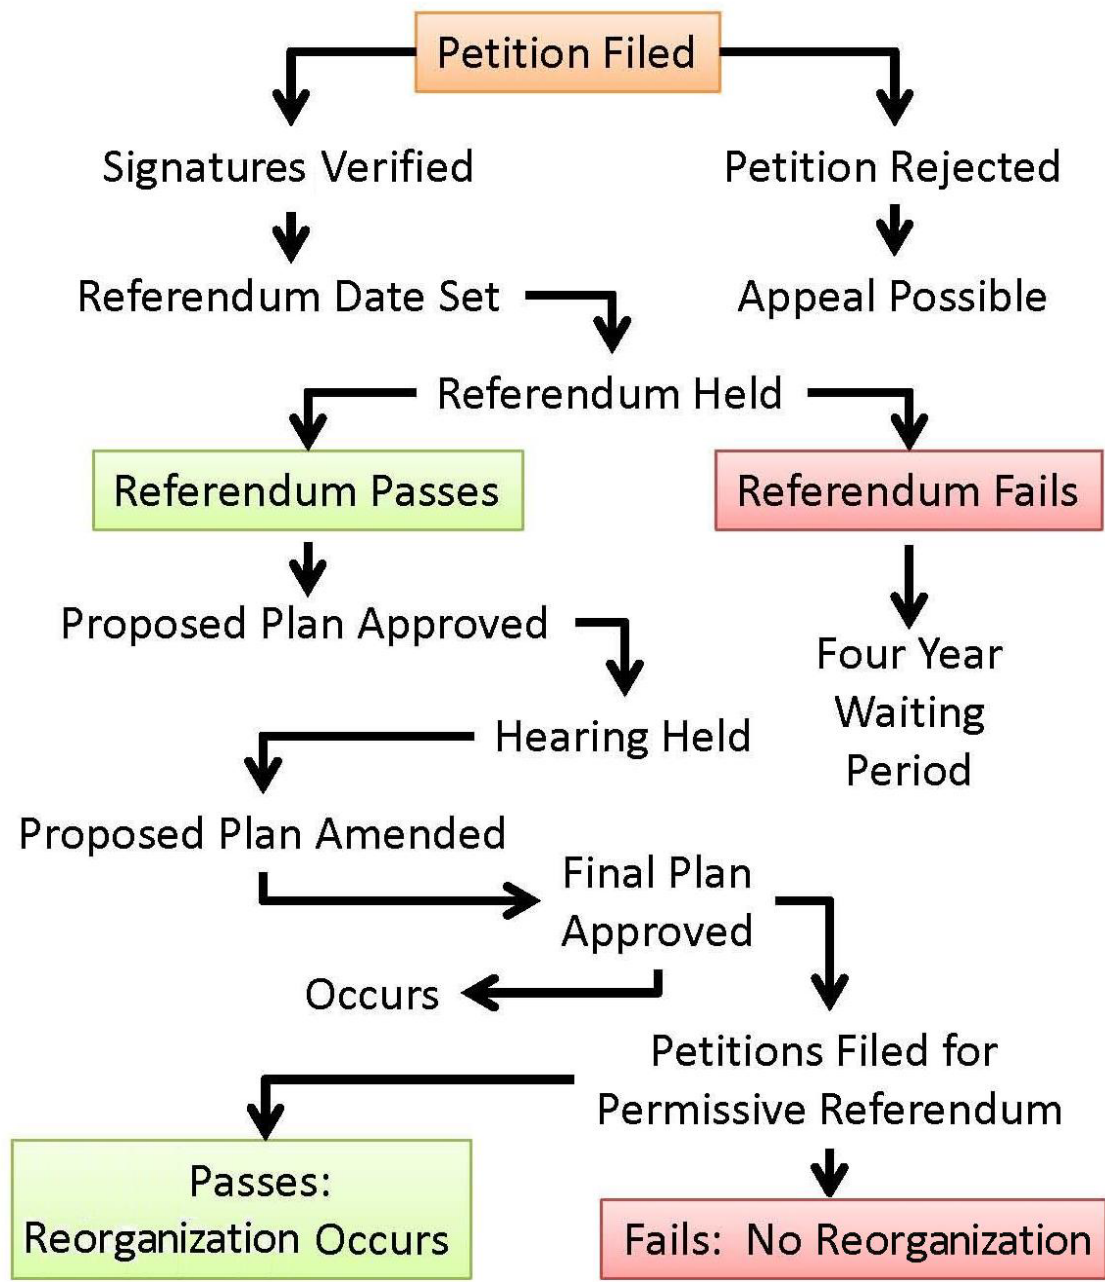 Petition Filed
Signatures Verified
Petition Rejected
Referendum Date Set
Appeal Possible
Referendum Held
Referendum Passes
Referendum Fails
Proposed Plan Approved
Four Year
Waiting
Period
Hearing Held
Proposed Plan Amended
Final Plan
Approved
Occurs
Petitions Filed for
Permissive Referendum
Passes:
Reorganization Occurs
Fails: No Reorganization